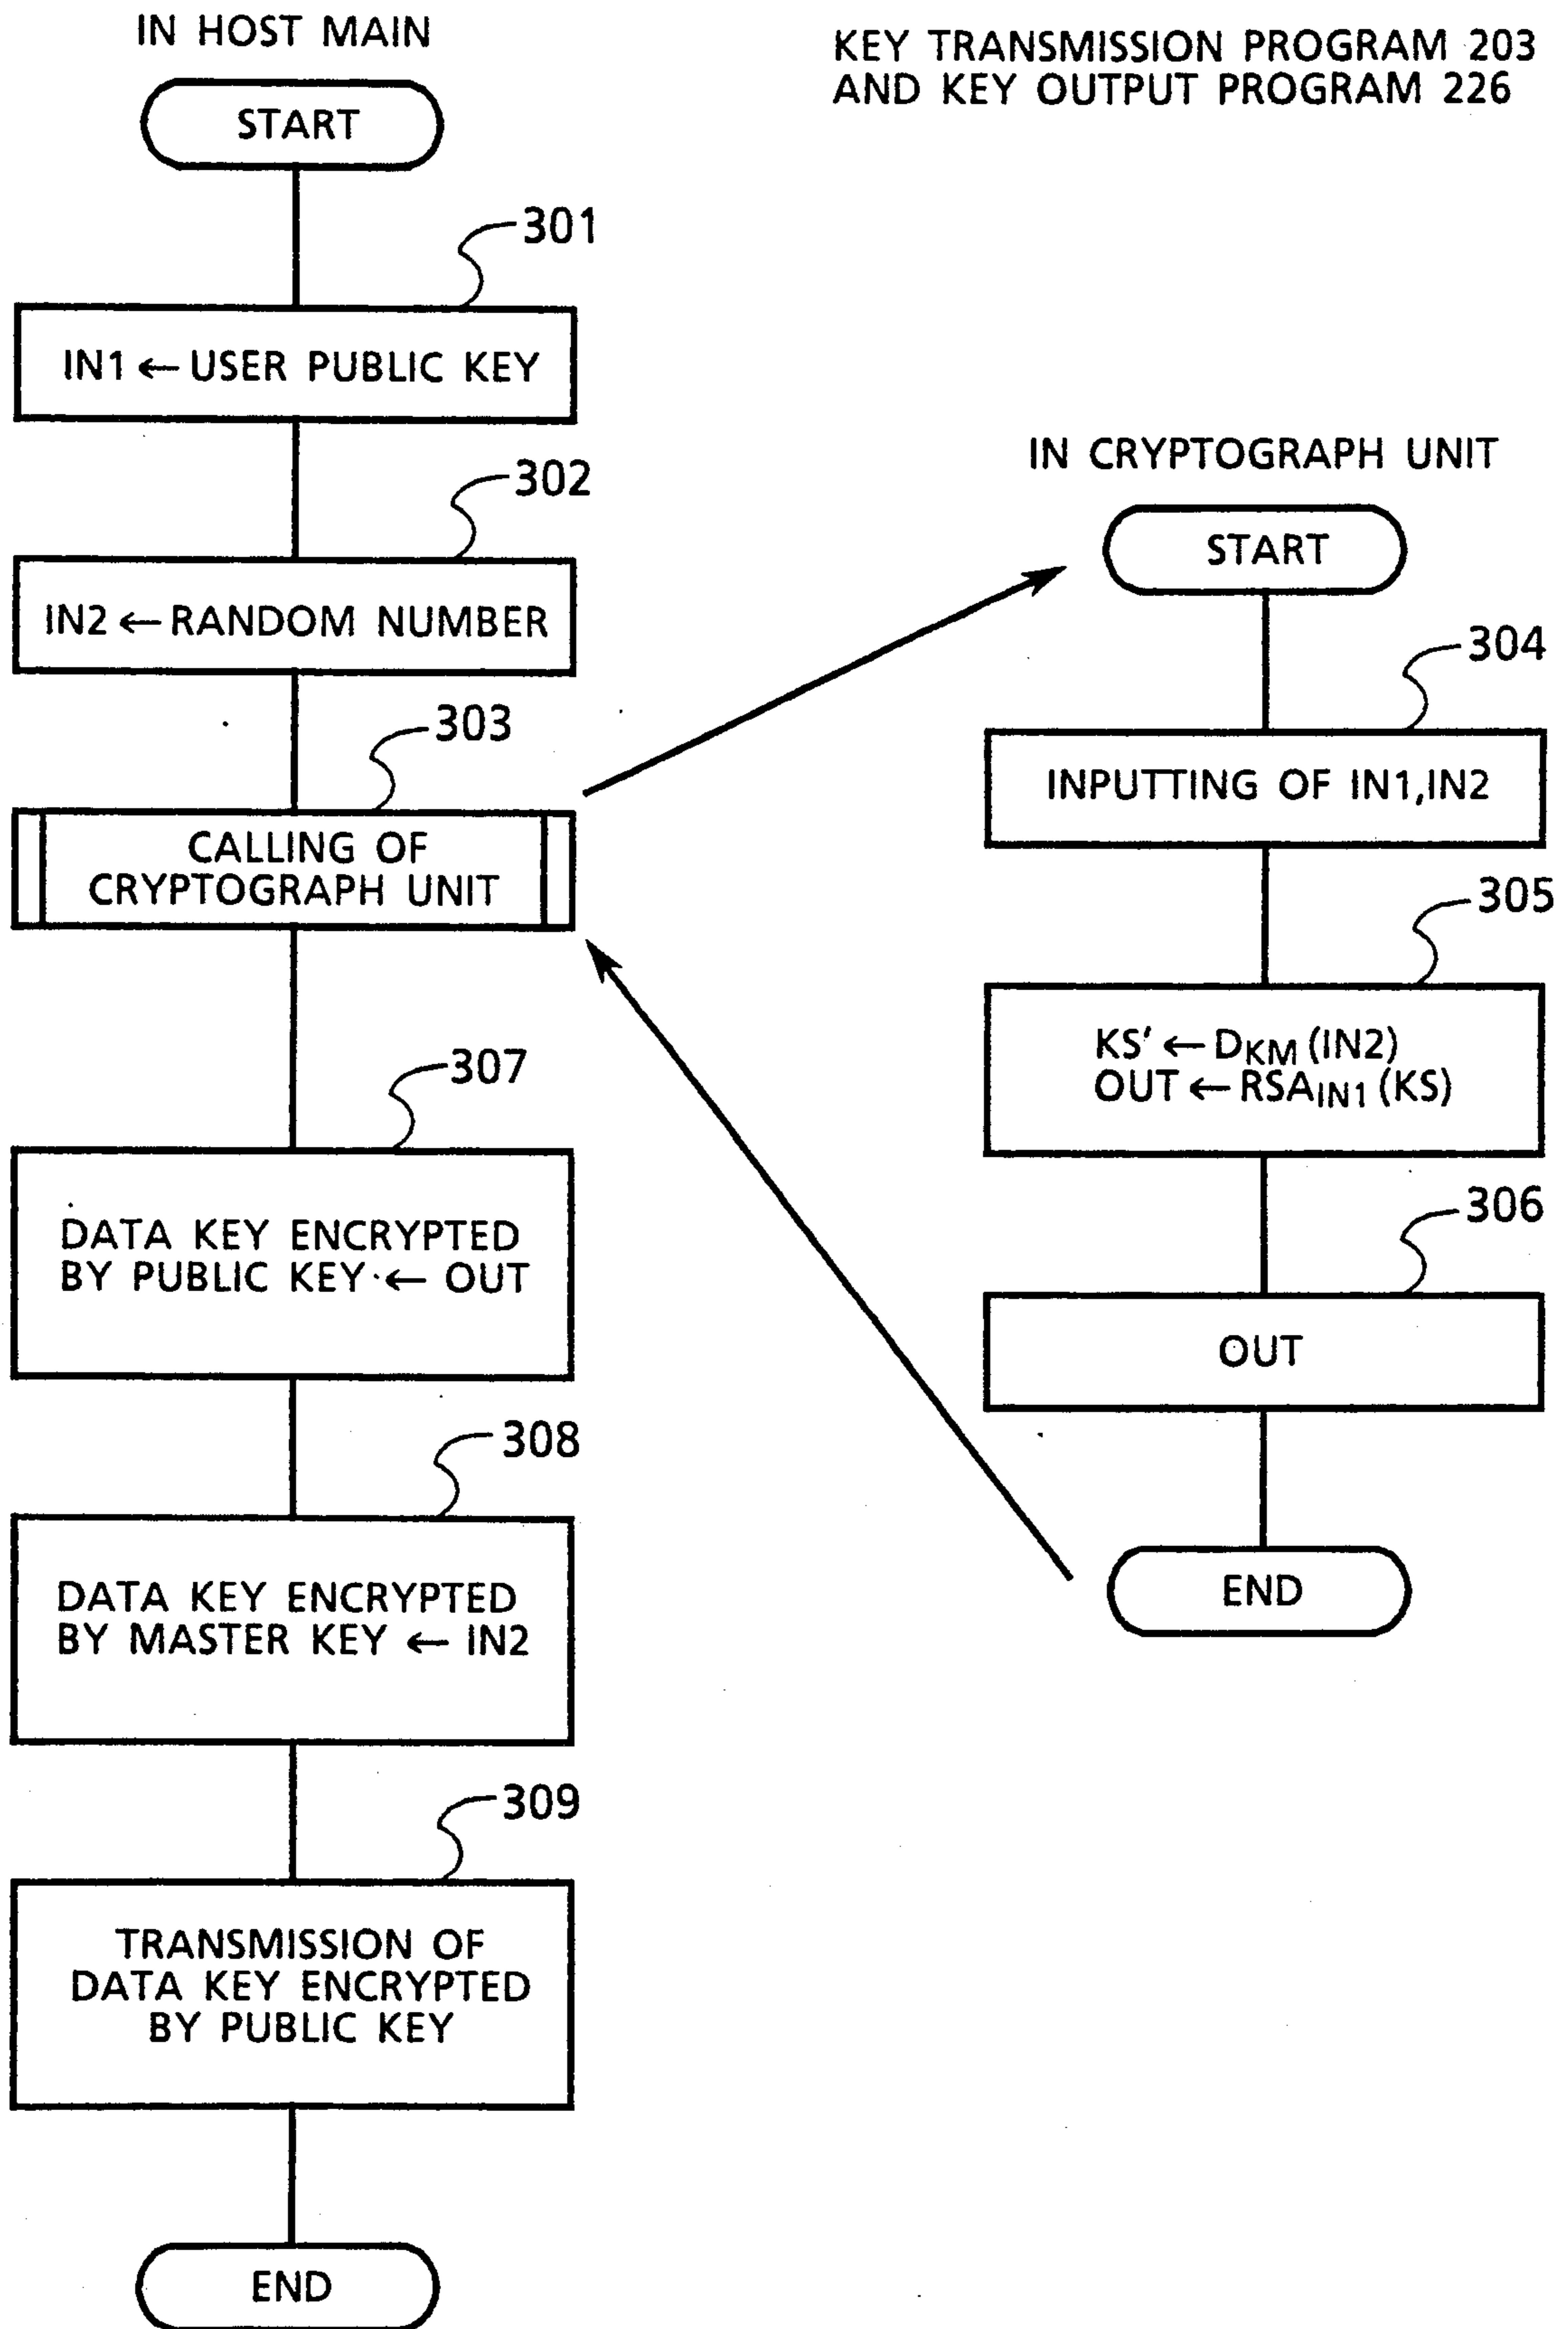 IN HOST MAIN
KEY TRANSMISSION PROGRAM 203
AND KEY OUTPUT PROGRAM 226
START
301
IN1 ← USER PUBLIC KEY
302
IN2 ← RANDOM NUMBER
303
CALLING OF
CRYPTOGRAPH UNIT
IN CRYPTOGRAPH UNIT
START
304
INPUTTING OF IN1,IN2
305
KS' ← DKM (IN2)
OUT ← RSAIN1 (KS)
306
OUT
END
307
DATA KEY ENCRYPTED
BY PUBLIC KEY ← OUT
308
DATA KEY ENCRYPTED
BY MASTER KEY ← IN2
309
TRANSMISSION OF
DATA KEY ENCRYPTED
BY PUBLIC KEY
END